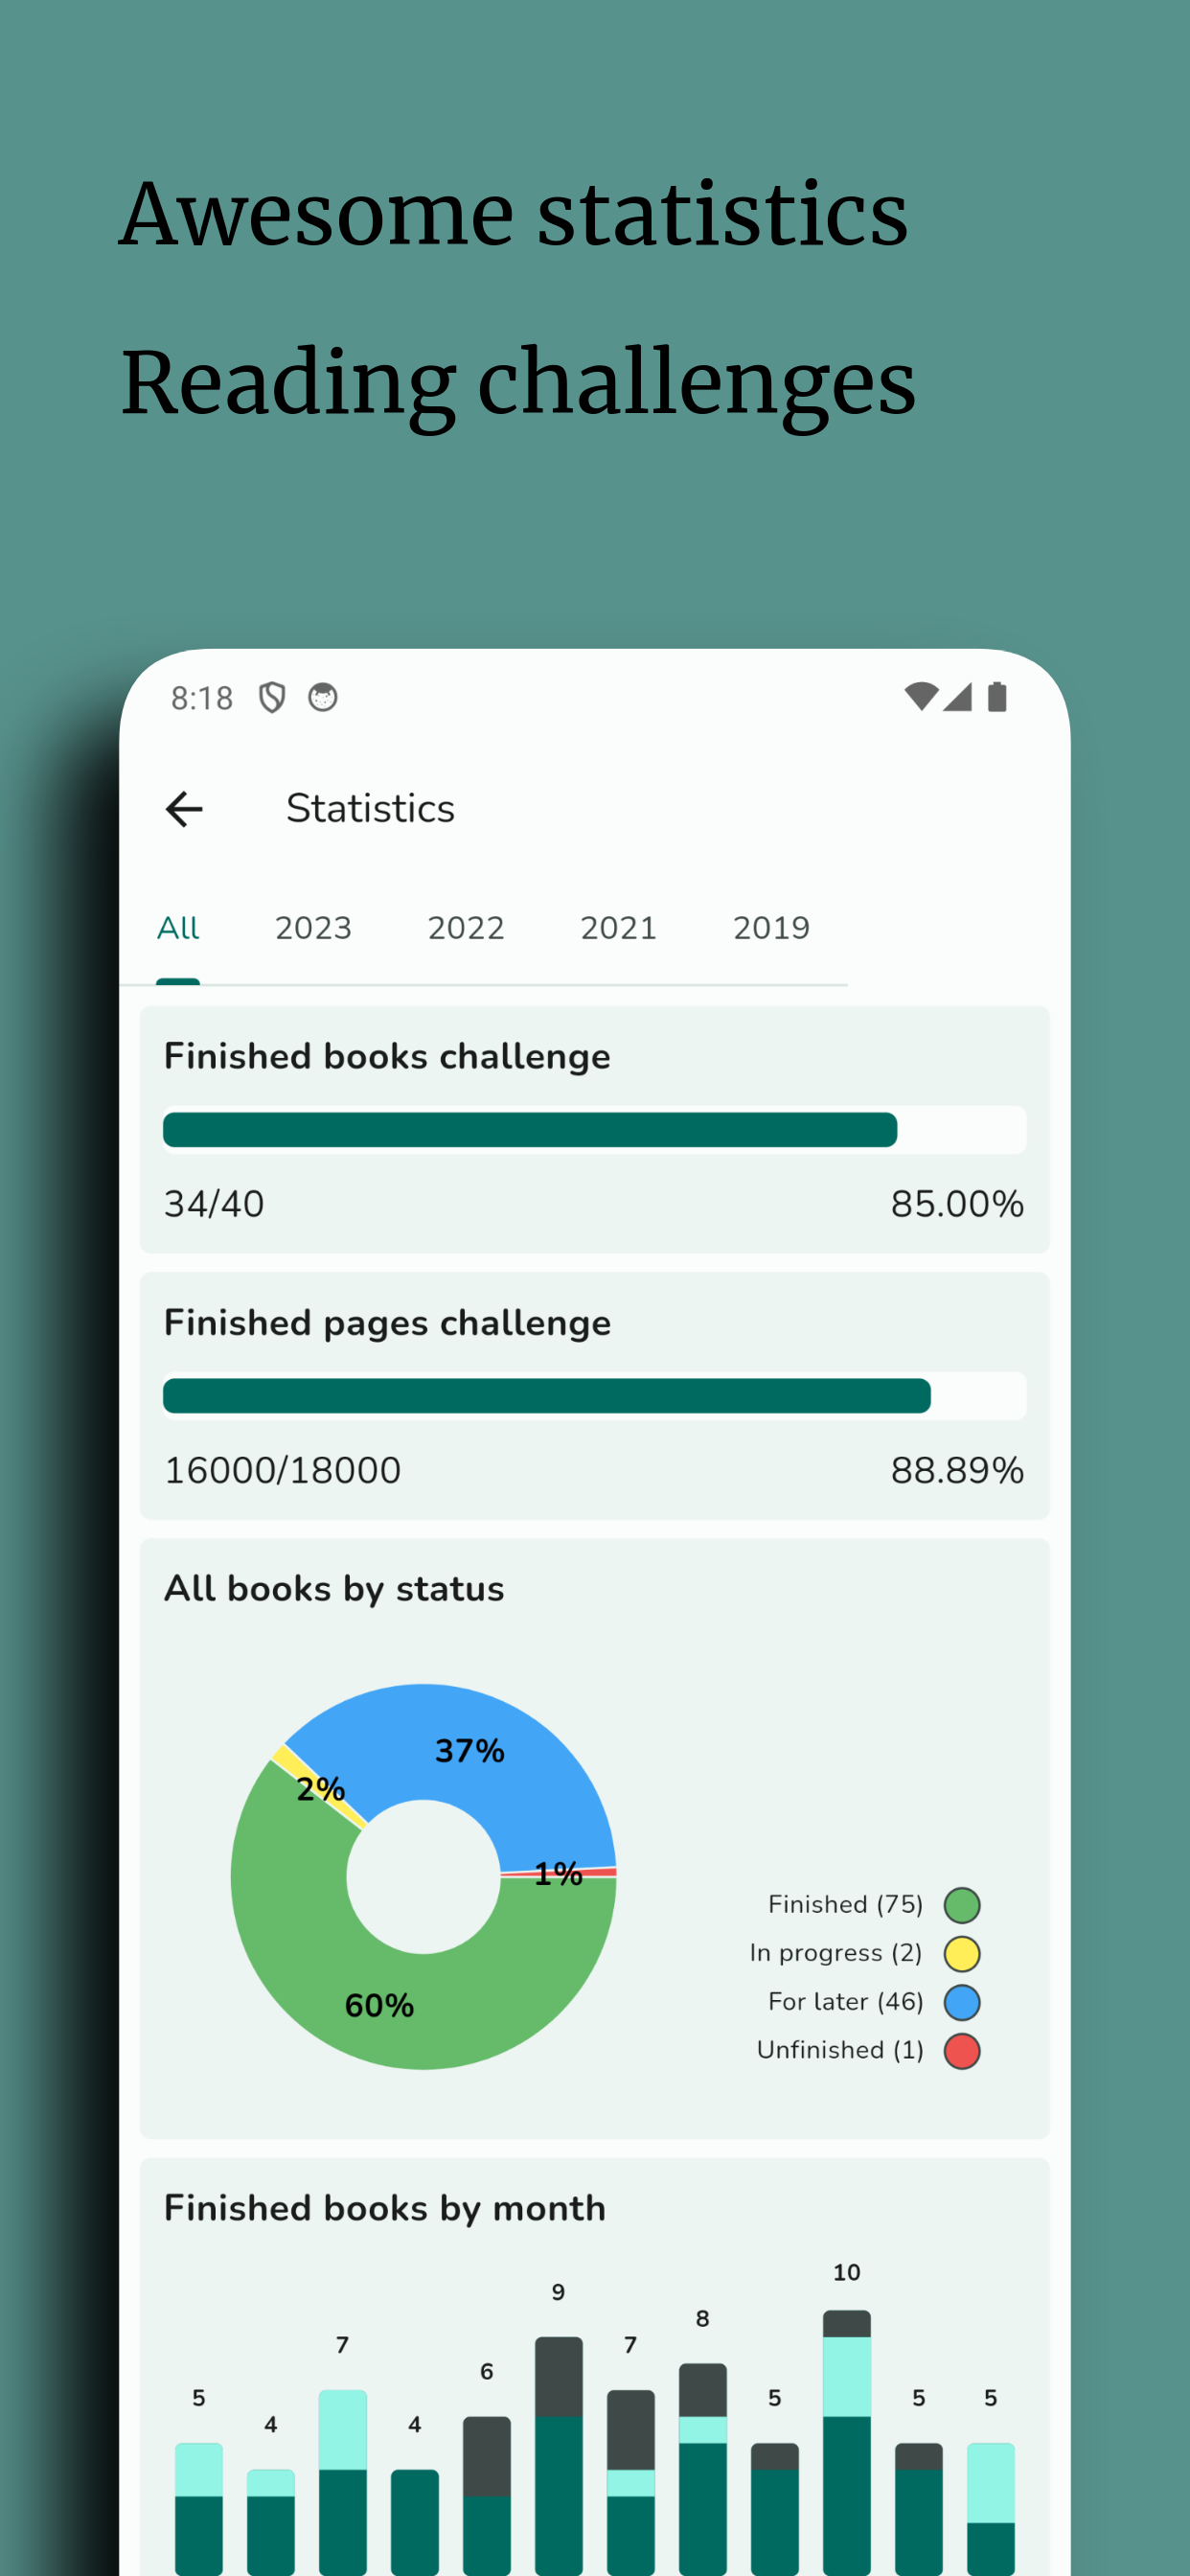 Awesome statistics
Reading challenges
8:18
Statistics
All 2023 2022 2021 2019
Finished books challenge
34/40 85.00%
Finished pages challenge
16000/18000 88.89%
All books by status
37%
2%
1%
60%
Finished (75)
In progress (2)
For later (46)
Unfinished (1)
Finished books by month
5 4 7 4 6 9 7 8 5 10 5 5